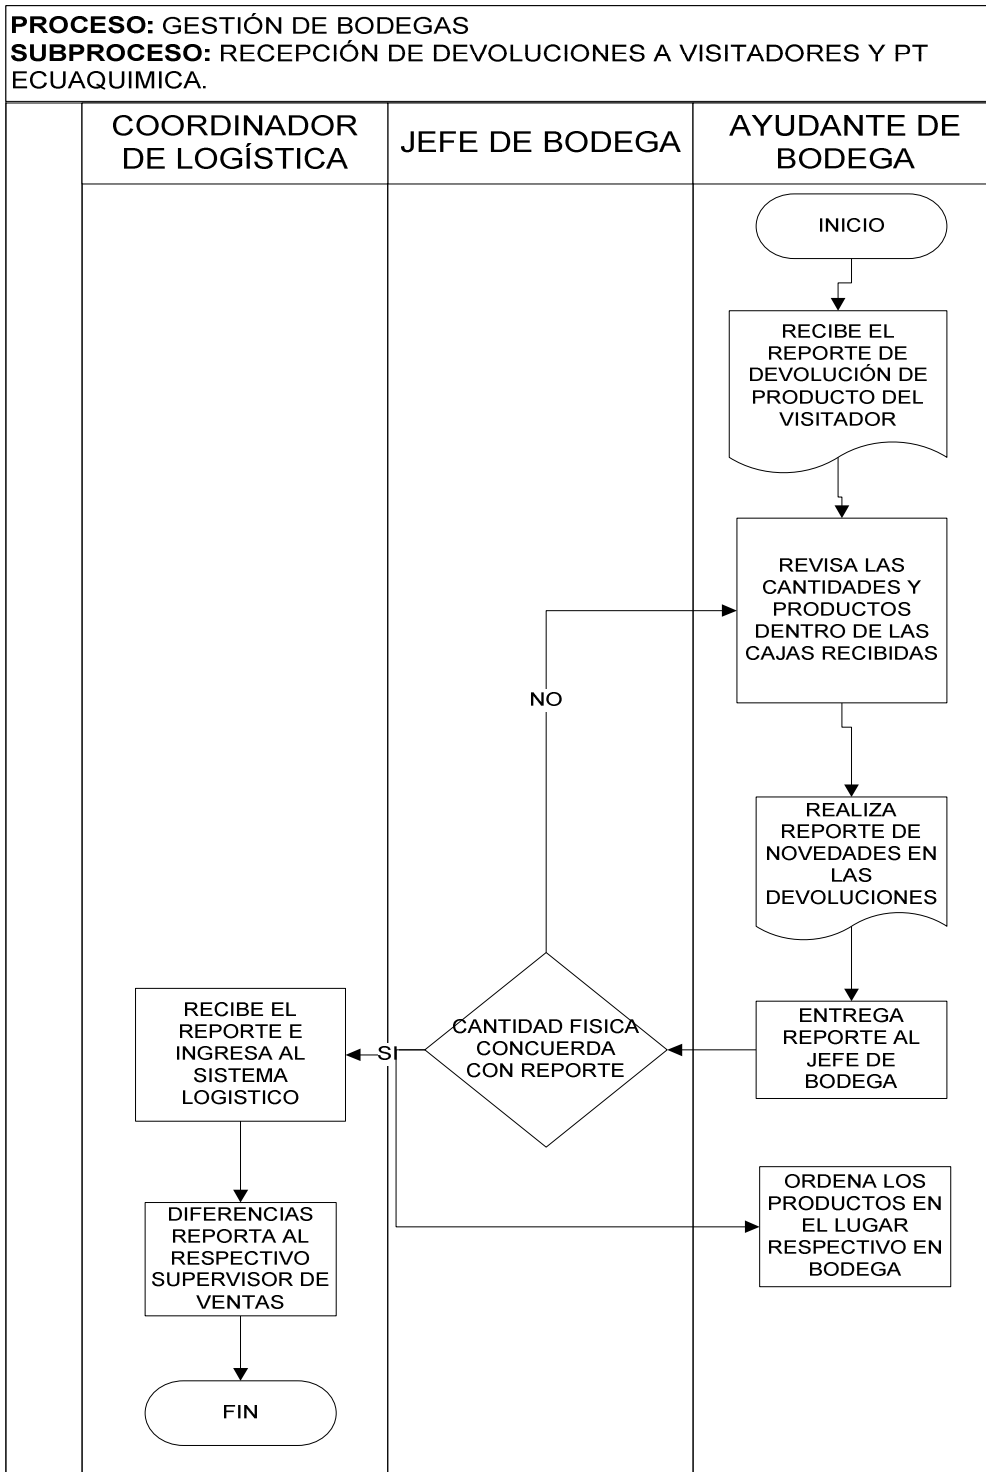 PROCESO: GESTIÓN DE BODEGAS
SUBPROCESO: RECEPCIÓN DE DEVOLUCIONES A VISITADORES Y PT
ECUAQUIMICA.
COORDINADOR
DE LOGÍSTICA
JEFE DE BODEGA
AYUDANTE DE
BODEGA
INICIO
RECIBE EL
REPORTE DE
DEVOLUCIÓN DE
PRODUCTO DEL
VISITADOR
REVISA LAS
CANTIDADES Y
PRODUCTOS
DENTRO DE LAS
CAJAS RECIBIDAS
NO
REALIZA
REPORTE DE
NOVEDADES EN
LAS
DEVOLUCIONES
ENTREGA
REPORTE AL
JEFE DE
BODEGA
CANTIDAD FISICA
CONCUERDA
CON REPORTE
SI
RECIBE EL
REPORTE E
INGRESA AL
SISTEMA
LOGISTICO
ORDENA LOS
PRODUCTOS EN
EL LUGAR
RESPECTIVO EN
BODEGA
DIFERENCIAS
REPORTA AL
RESPECTIVO
SUPERVISOR DE
VENTAS
FIN